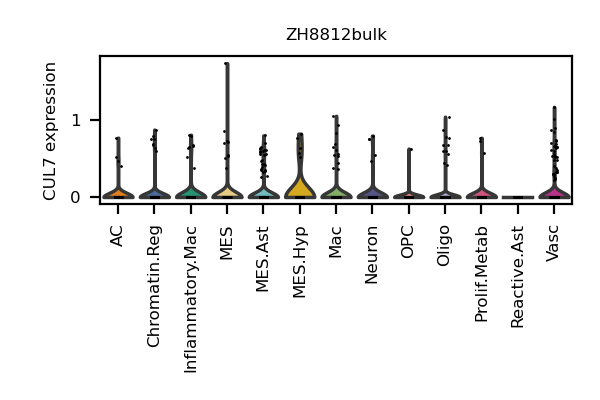 ZH8812bulk
CUL7 expression
1
0
AC
Chromatin.Reg
Inflammatory.Mac
MES
MES.Ast
MES.Hyp
Mac
Neuron
OPC
Oligo
Prolif.Metab
Reactive.Ast
Vasc